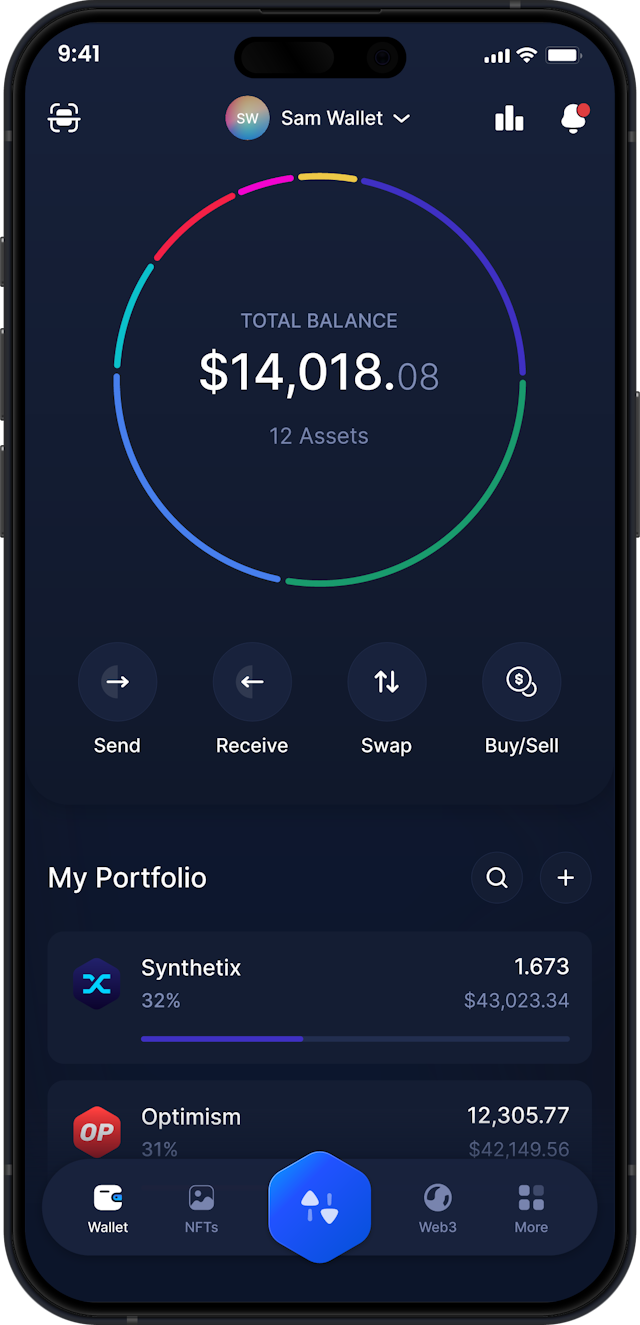 9:41
SW Sam Wallet
TOTAL BALANCE
$14,018.08
12 Assets
Send Receive Swap Buy/Sell
My Portfolio
Synthetix 1.673
32% $43,023.34
OP Optimism 12,305.77
31% $42,149.56
Wallet NFTs Web3 More